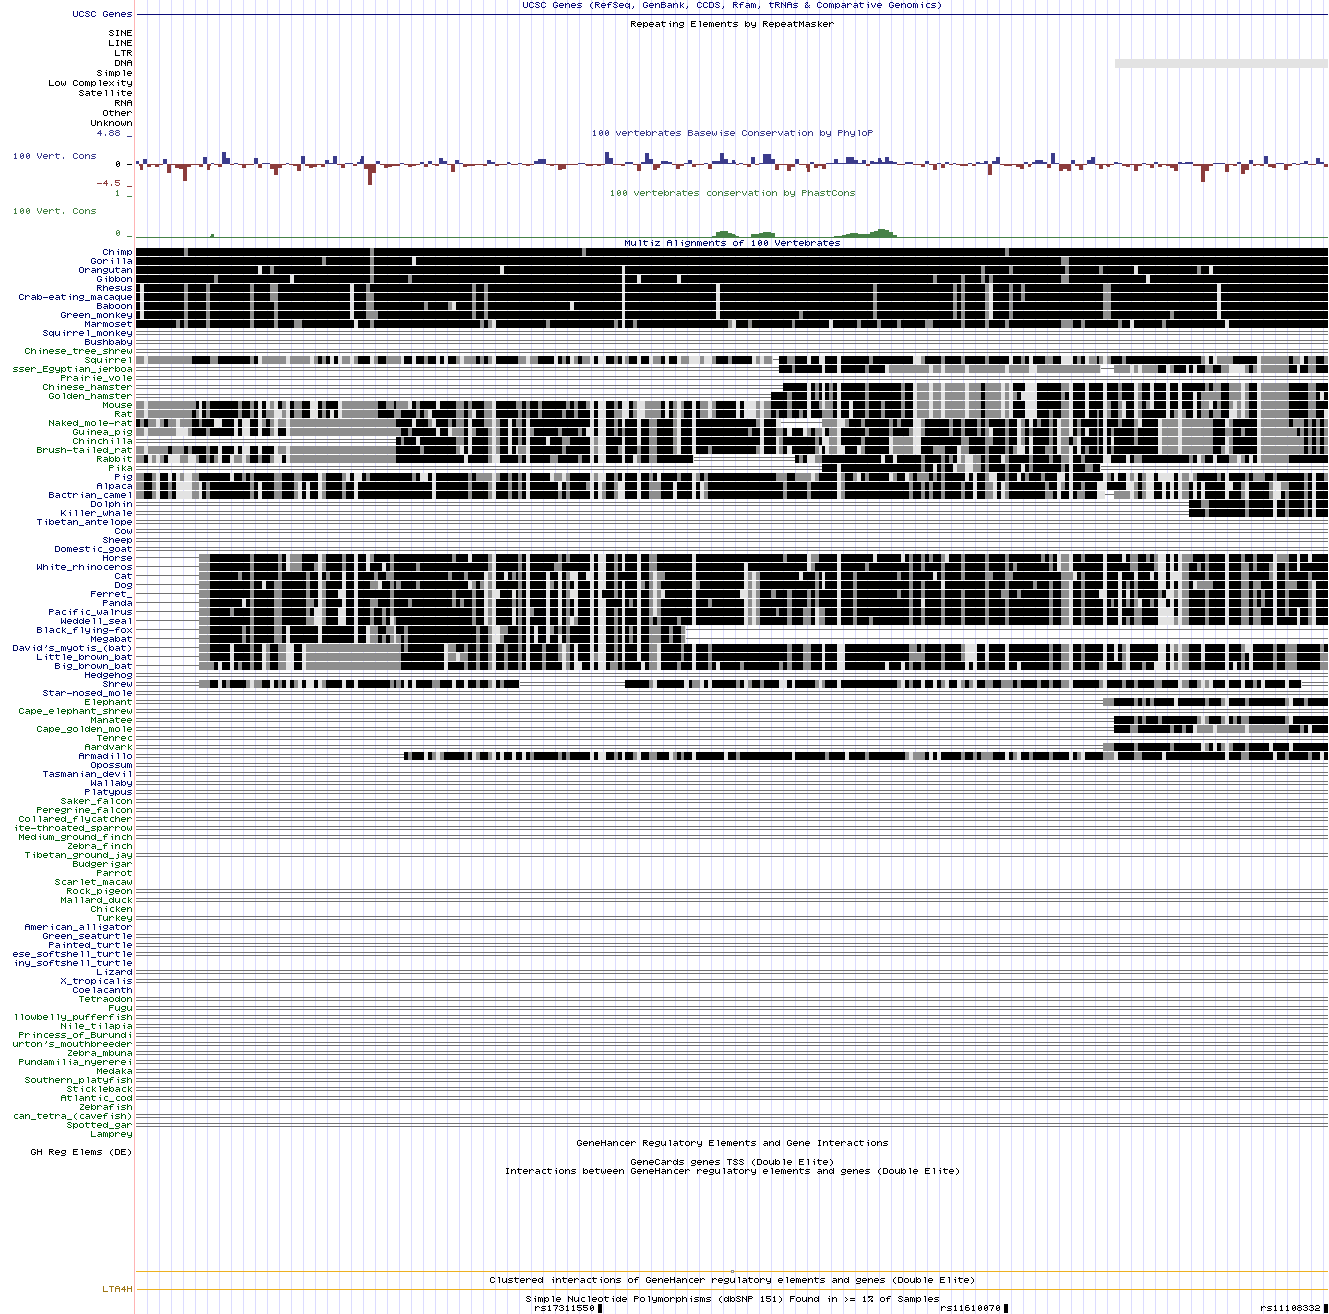 UCSC Genes (RefSeq, GenBank, CCDS, Rfam, tRNAs & Comparative Genomics)
UCSC Genes
Repeating Elements by RepeatMasker
SINE
LINE
LTR
DNA
Simple
Low Complexity
Satellite
RNA
Other
Unknown
100 vertebrates Basewise Conservation by PhyloP
4.88 _
100 Vert. Cons
0 _
-4.5 _
100 vertebrates conservation by PhastCons
1 _
100 Vert. Cons
0 _
Multiz Alignments of 100 Vertebrates
Chimp
Gorilla
Orangutan
Gibbon
Rhesus
Crab-eating_macaque
Baboon
Green_monkey
Marmoset
Squirrel_monkey
Bushbaby
Chinese_tree_shrew
Squirrel
sser_Egyptian_jerboa
Prairie_vole
Chinese_hamster
Golden_hamster
Mouse
Rat
Naked_mole-rat
Guinea_pig
Chinchilla
Brush-tailed_rat
Rabbit
Pika
Pig
Alpaca
Bactrian_camel
Dolphin
Killer_whale
Tibetan_antelope
Cow
Sheep
Domestic_goat
Horse
White_rhinoceros
Cat
Dog
Ferret_
Panda
Pacific_walrus
Weddell_seal
Black_flying-fox
Megabat
David's_myotis_(bat)
Little_brown_bat
Big_brown_bat
Hedgehog
Shrew
Star-nosed_mole
Elephant
Cape_elephant_shrew
Manatee
Cape_golden_mole
Tenrec
Aardvark
Armadillo
Opossum
Tasmanian_devil
Wallaby
Platypus
Saker_falcon
Peregrine_falcon
Collared_flycatcher
ite-throated_sparrow
Medium_ground_finch
Zebra_finch
Tibetan_ground_jay
Budgerigar
Parrot
Scarlet_macaw
Rock_pigeon
Mallard_duck
Chicken
Turkey
American_alligator
Green_seaturtle
Painted_turtle
ese_softshell_turtle
iny_softshell_turtle
Lizard
X_tropicalis
Coelacanth
Tetraodon
Fugu
llowbelly_pufferfish
Nile_tilapia
Princess_of_Burundi
urton's_mouthbreeder
Zebra_mbuna
Pundamilia_nyererei
Medaka
Southern_platyfish
Stickleback
Atlantic_cod
Zebrafish
can_tetra_(cavefish)
Spotted_gar
Lamprey
GeneHancer Regulatory Elements and Gene Interactions
GH Reg Elems (DE)
GeneCards genes TSS (Double Elite)
Interactions between GeneHancer regulatory elements and genes (Double Elite)
Clustered interactions of GeneHancer regulatory elements and genes (Double Elite)
LTA4H
Simple Nucleotide Polymorphisms (dbSNP 151) Found in >= 1% of Samples
rs17311550 rs11610070 rs11108332